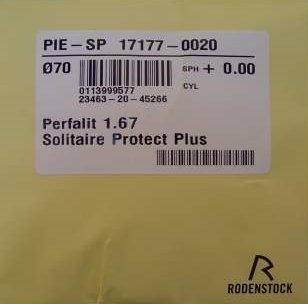 PIE-SP 17177-0020
Ø70 SPH + 0.00
CYL
0113999577
23463-20-45266
Perfalit 1.67
Solitaire Protect Plus
R
RODENSTOCK